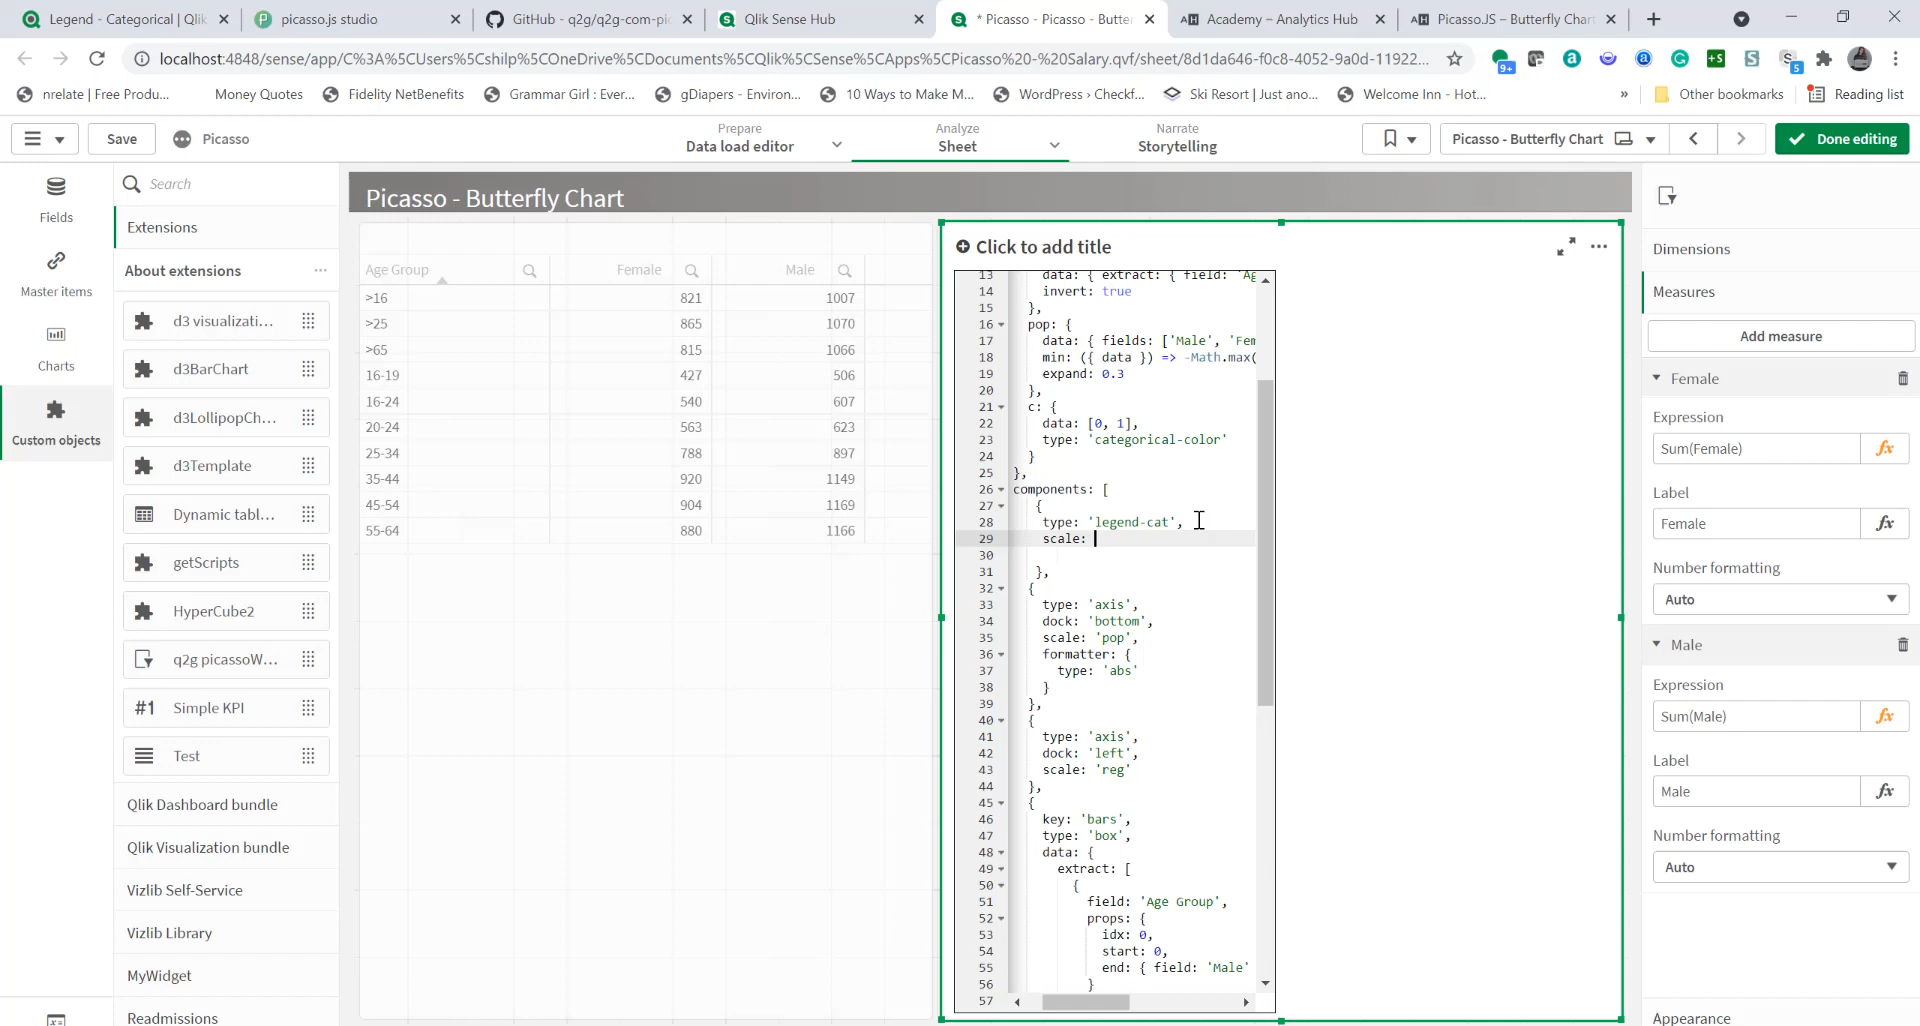 Legend - Categorical | Qlik
picasso.js studio
GitHub - q2g/q2g-com-pic
Qlik Sense Hub
* Picasso - Picasso - Butter
Academy – Analytics Hub
PicassoJS – Butterfly Chart
localhost:4848/sense/app/C%3A%5CUsers%5Cshilp%5COneDrive%5CDocuments%5CQlik%5CSense%5CApps%5CPicasso%20-%20Salary.qvf/sheet/8d1da646-f0c8-4052-9a0d-11922...
9+
+S
5
nrelate | Free Produ...
Money Quotes
Fidelity NetBenefits
Grammar Girl : Ever...
gDiapers - Environ...
10 Ways to Make M...
WordPress › Checkf...
Ski Resort | Just ano...
Welcome Inn - Hot...
»
Other bookmarks
Reading list
Save
Picasso
Prepare
Data load editor
Analyze
Sheet
Narrate
Storytelling
Picasso - Butterfly Chart
Done editing
Fields
Master items
Charts
Custom objects
Search
Extensions
About extensions
d3 visualizati...
d3BarChart
d3LollipopCh...
d3Template
Dynamic tabl...
getScripts
HyperCube2
q2g picassoW...
#1 Simple KPI
Test
Qlik Dashboard bundle
Qlik Visualization bundle
Vizlib Self-Service
Vizlib Library
MyWidget
Readmissions
Picasso - Butterfly Chart
Age Group Female Male
>16 821 1007
>25 865 1070
>65 815 1066
16-19 427 506
16-24 540 607
20-24 563 623
25-34 788 897
35-44 920 1149
45-54 904 1169
55-64 880 1166
Click to add title
13 data: { extract: { field: 'Ag
14 invert: true
15 },
16 pop: {
17 data: { fields: ['Male', 'Fem
18 min: ({ data }) => -Math.max(
19 expand: 0.3
20 },
21 c: {
22 data: [0, 1],
23 type: 'categorical-color'
24 }
25 },
26 components: [
27 {
28 type: 'legend-cat',
29 scale:
30
31 },
32 {
33 type: 'axis',
34 dock: 'bottom',
35 scale: 'pop',
36 formatter: {
37 type: 'abs'
38 }
39 },
40 {
41 type: 'axis',
42 dock: 'left',
43 scale: 'reg'
44 },
45 {
46 key: 'bars',
47 type: 'box',
48 data: {
49 extract: [
50 {
51 field: 'Age Group',
52 props: {
53 idx: 0,
54 start: 0,
55 end: { field: 'Male'
56 }
57
Dimensions
Measures
Add measure
Female
Expression
Sum(Female)
fx
Label
Female
fx
Number formatting
Auto
Male
Expression
Sum(Male)
fx
Label
Male
fx
Number formatting
Auto
Appearance